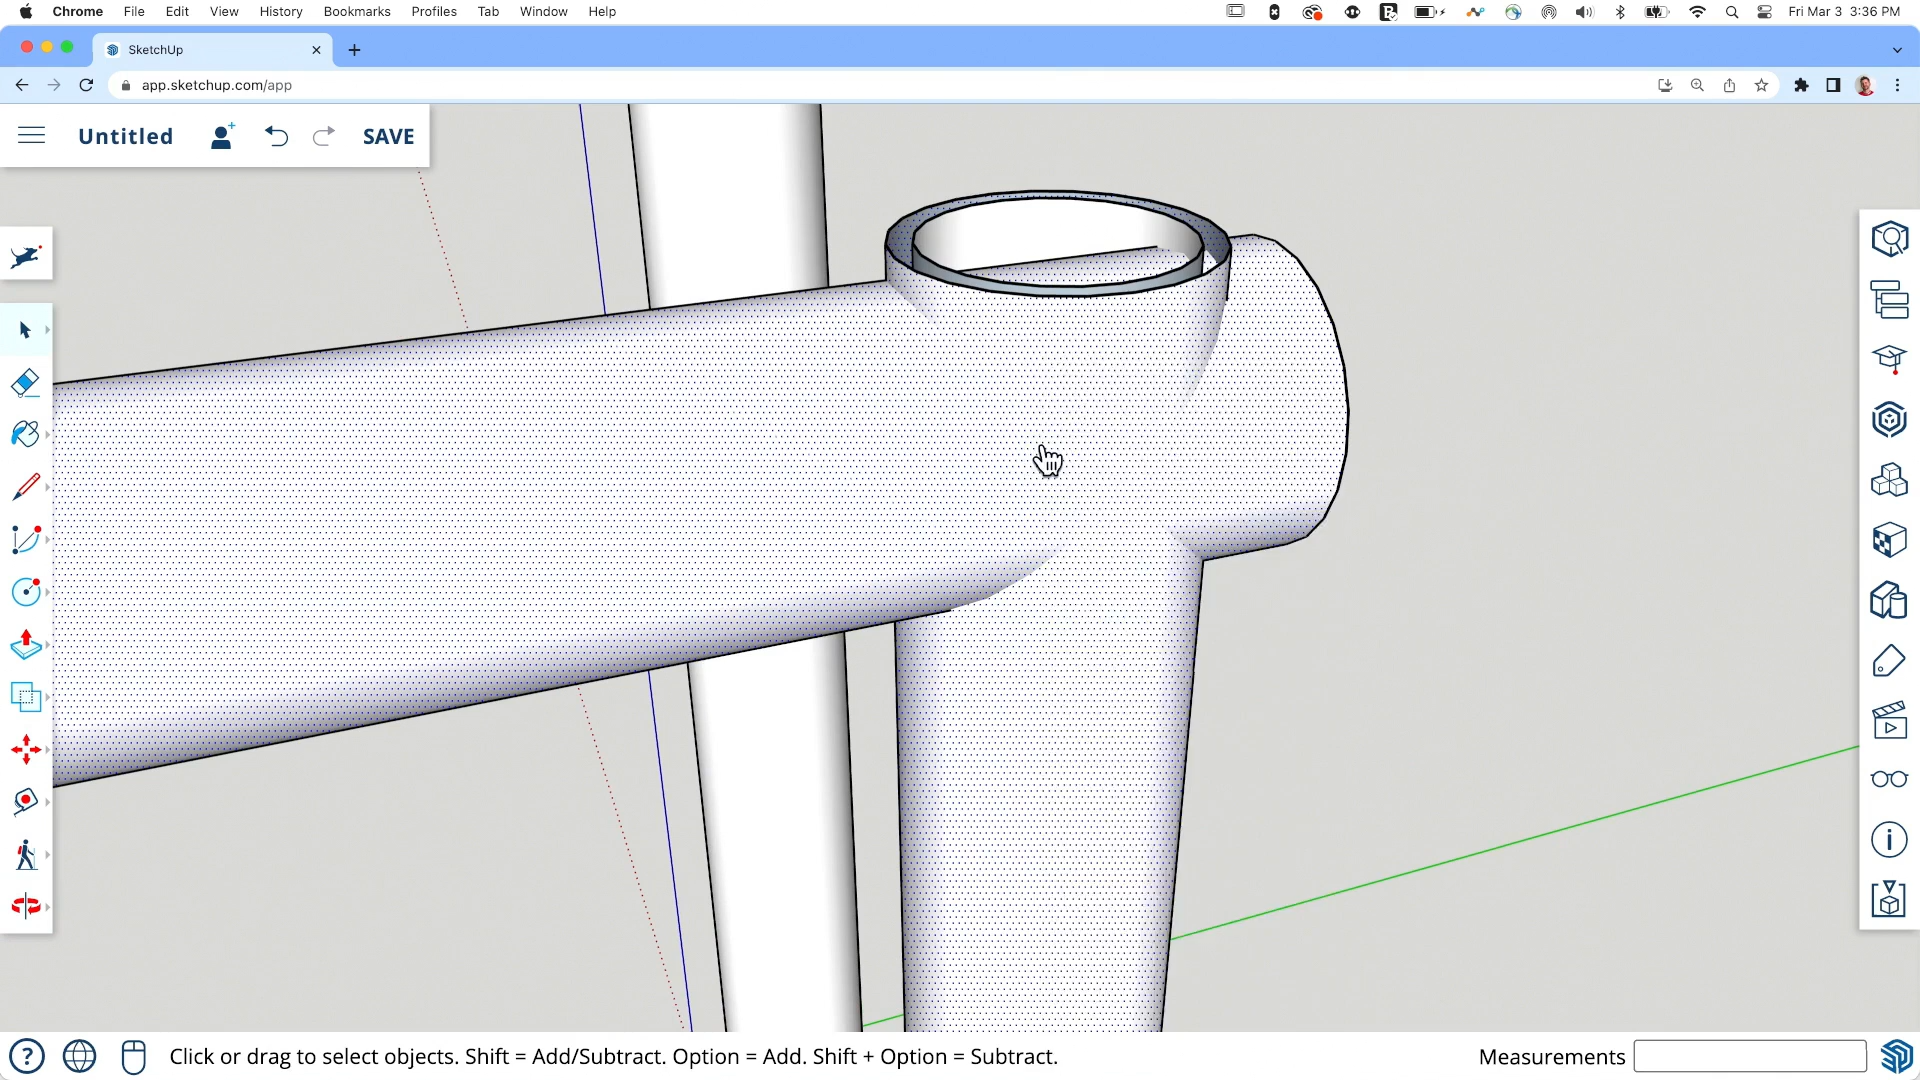 Chrome File Edit View History Bookmarks Profiles Tab Window Help Fri Mar 3 3:36 PM
SketchUp
app.sketchup.com/app
Untitled SAVE
Click or drag to select objects. Shift = Add/Subtract. Option = Add. Shift + Option = Subtract. Measurements